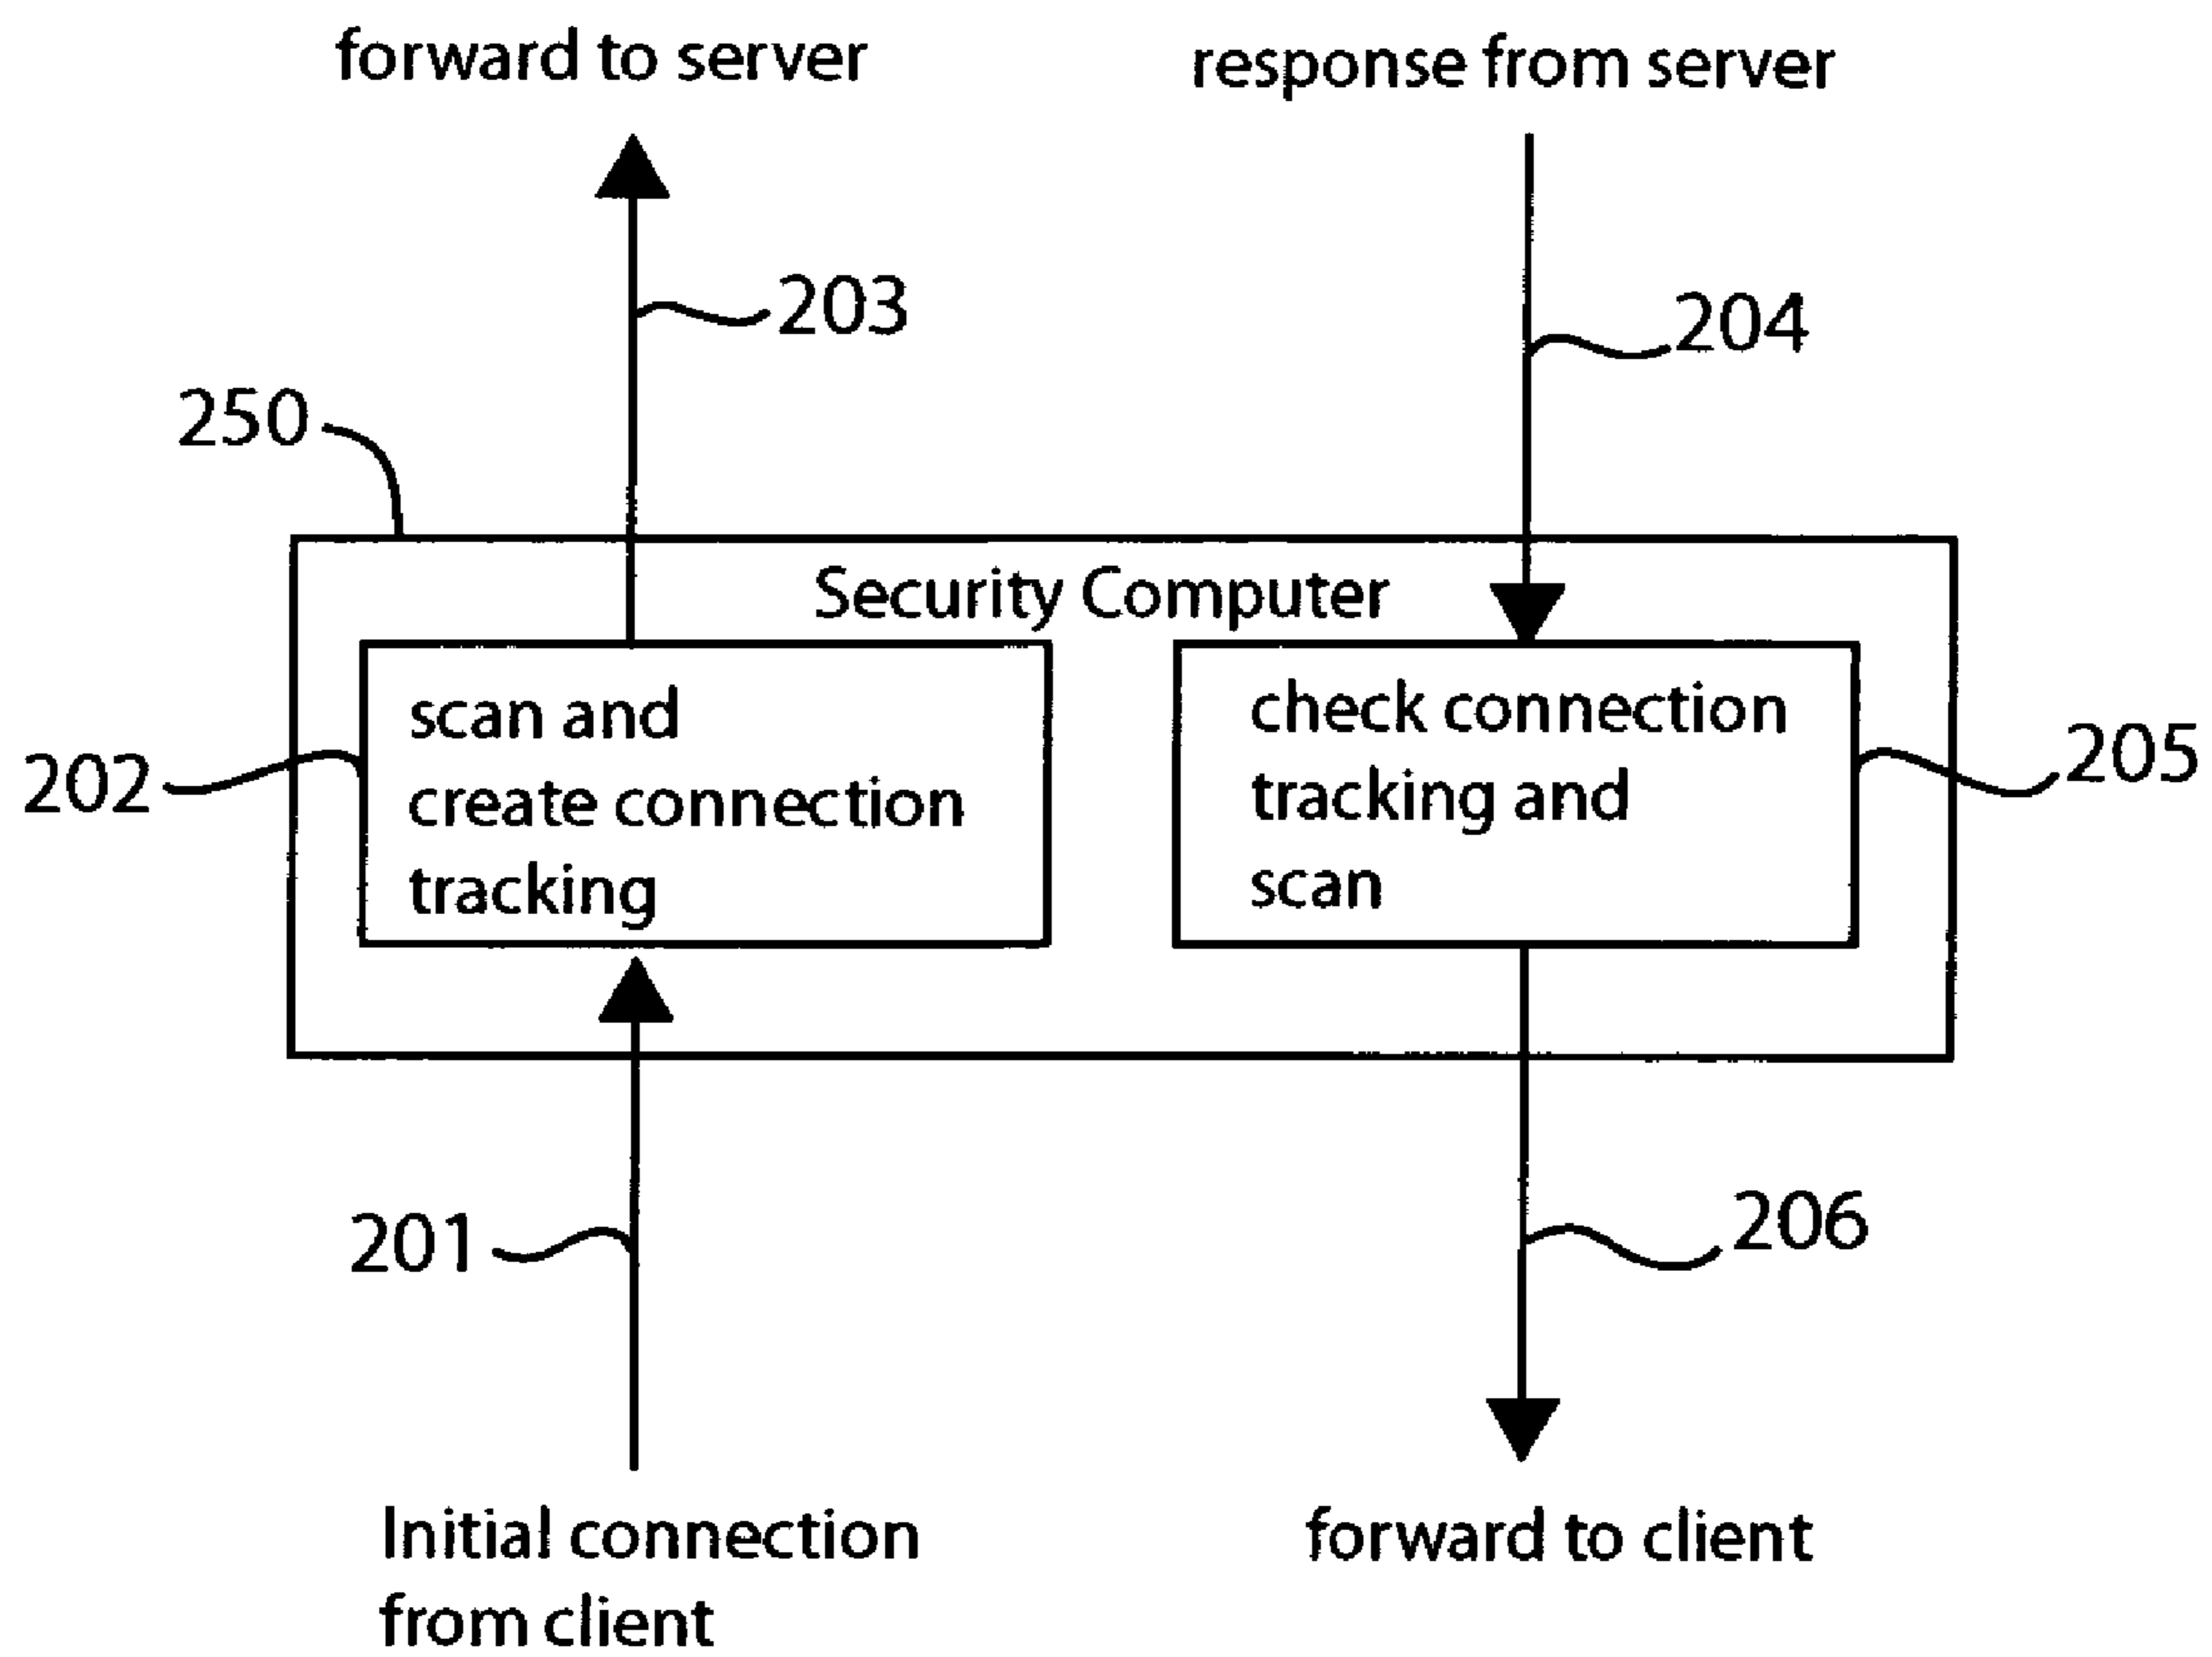 forward to server
response from server
203
204
250
Security Computer
scan and
create connection
tracking
check connection
tracking and
scan
202
205
201
206
Initial connection
from client
forward to client